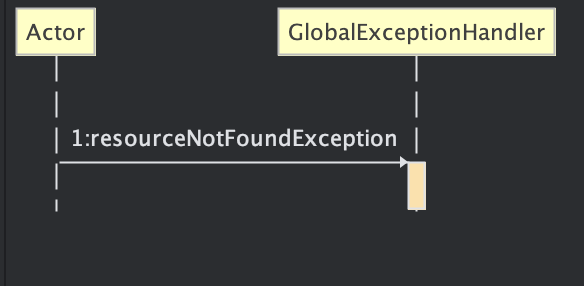 Actor
GlobalExceptionHandler
1:resourceNotFoundException